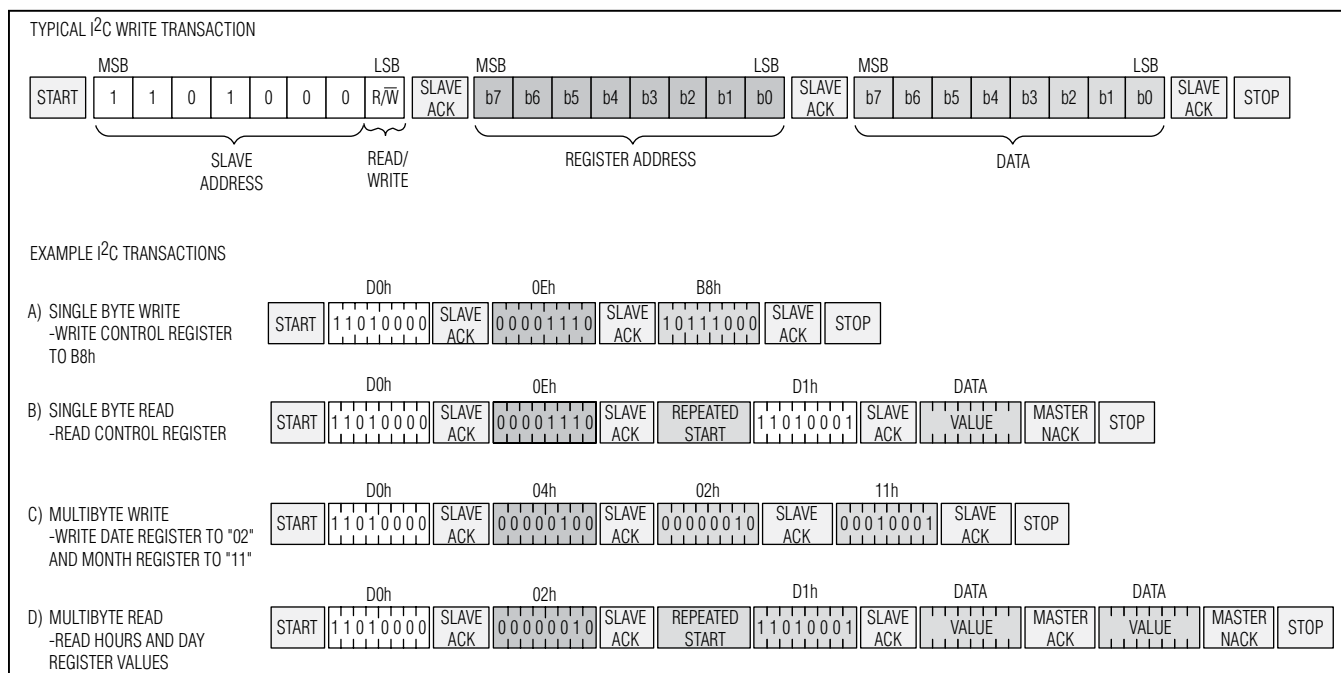 TYPICAL I2C WRITE TRANSACTION
MSB LSB MSB LSB MSB LSB
START 1 1 0 1 0 0 0 R/W̅ SLAVE ACK b7 b6 b5 b4 b3 b2 b1 b0 SLAVE ACK b7 b6 b5 b4 b3 b2 b1 b0 SLAVE ACK STOP
SLAVE ADDRESS READ/WRITE REGISTER ADDRESS DATA
EXAMPLE I2C TRANSACTIONS
D0h 0Eh B8h
A) SINGLE BYTE WRITE
-WRITE CONTROL REGISTER
TO B8h
START 11010000 SLAVE ACK 00001110 SLAVE ACK 10111000 SLAVE ACK STOP
D0h 0Eh D1h DATA
B) SINGLE BYTE READ
-READ CONTROL REGISTER
START 11010000 SLAVE ACK 00001110 SLAVE ACK REPEATED START 11010001 SLAVE ACK VALUE MASTER NACK STOP
D0h 04h 02h 11h
C) MULTIBYTE WRITE
-WRITE DATE REGISTER TO "02"
AND MONTH REGISTER TO "11"
START 11010000 SLAVE ACK 00000100 SLAVE ACK 00000010 SLAVE ACK 00010001 SLAVE ACK STOP
D0h 02h D1h DATA DATA
D) MULTIBYTE READ
-READ HOURS AND DAY
REGISTER VALUES
START 11010000 SLAVE ACK 00000010 SLAVE ACK REPEATED START 11010001 SLAVE ACK VALUE MASTER ACK VALUE MASTER NACK STOP